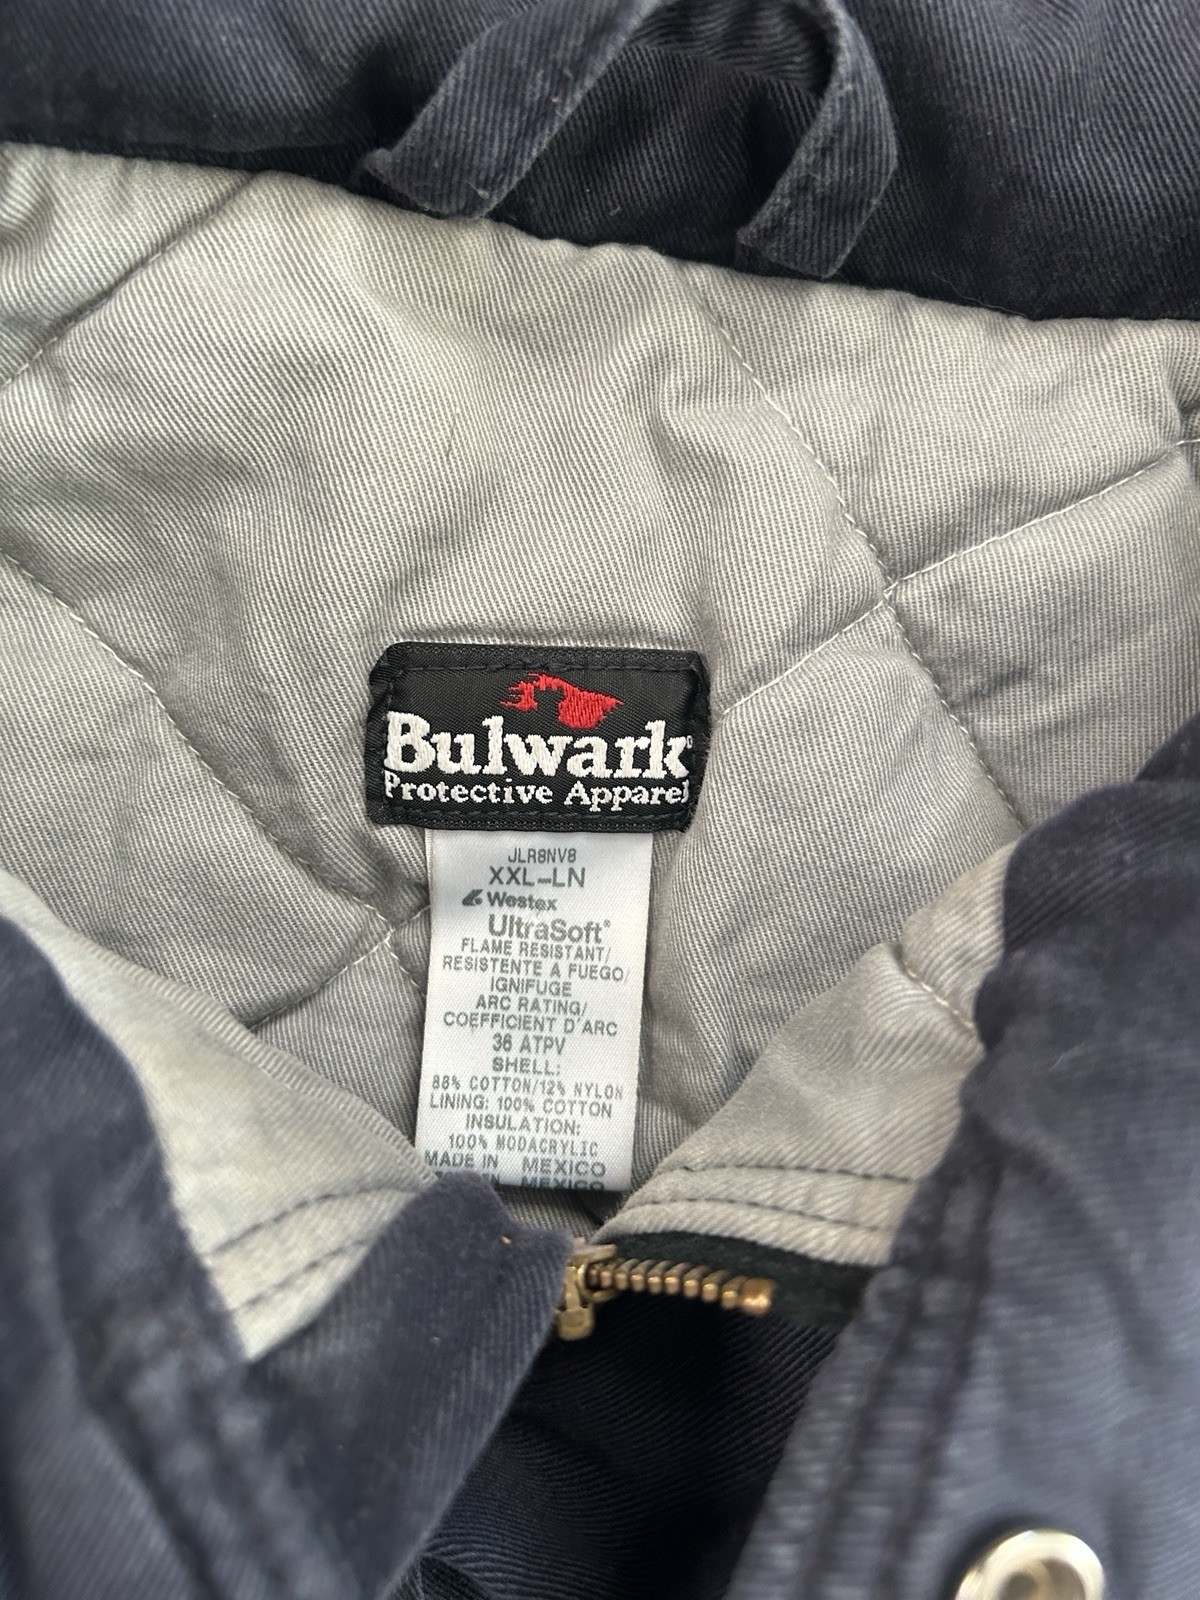 Bulwark®
Protective Apparel
JLR8NV8
XXL-LN
Westex
UltraSoft®
FLAME RESISTANT/
RESISTENTE A FUEGO/
IGNIFUGE
ARC RATING/
COEFFICIENT D'ARC
36 ATPV
SHELL:
88% COTTON/12% NYLON
LINING: 100% COTTON
INSULATION:
100% MODACRYLIC
MADE IN MEXICO
MEXICO